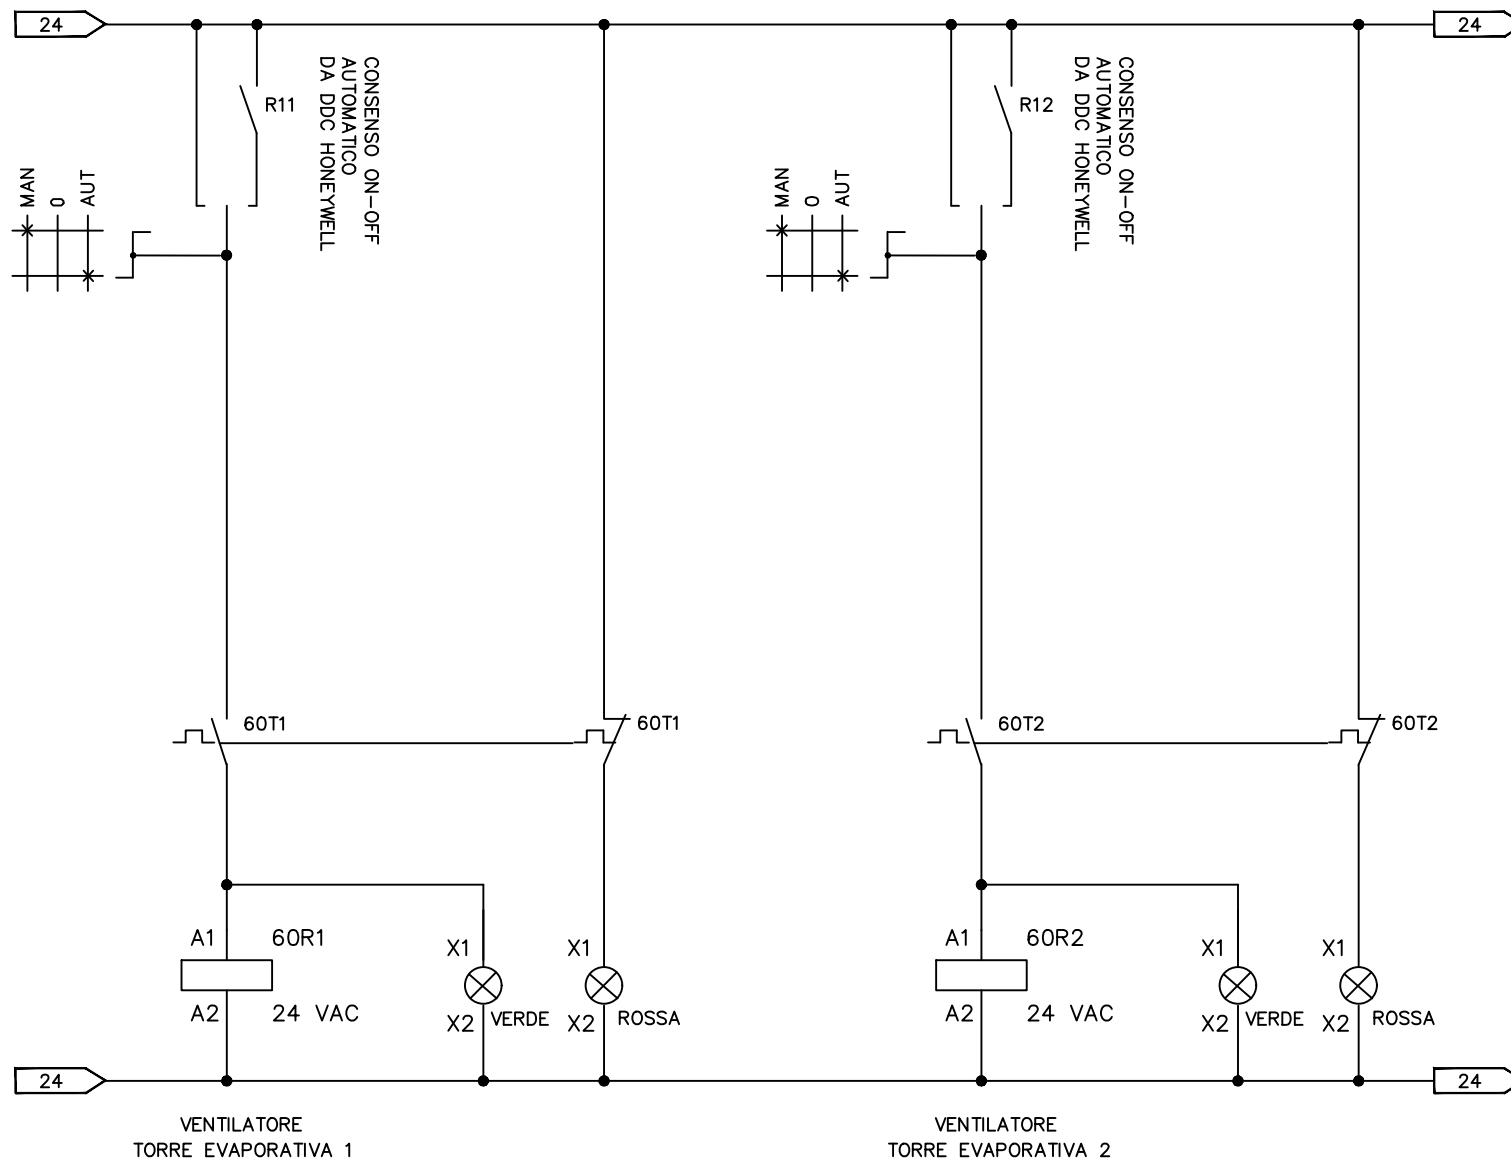 24
24
R11
CONSENSO ON-OFF
AUTOMATICO
DA DDC HONEYWELL
MAN
0
AUT
R12
CONSENSO ON-OFF
AUTOMATICO
DA DDC HONEYWELL
MAN
0
AUT
60T1
60T1
60T2
60T2
A1
60R1
X1
X1
A1
60R2
X1
X1
A2
24 VAC
X2
VERDE
X2
ROSSA
A2
24 VAC
X2
VERDE
X2
ROSSA
24
24
VENTILATORE
TORRE EVAPORATIVA 1
VENTILATORE
TORRE EVAPORATIVA 2